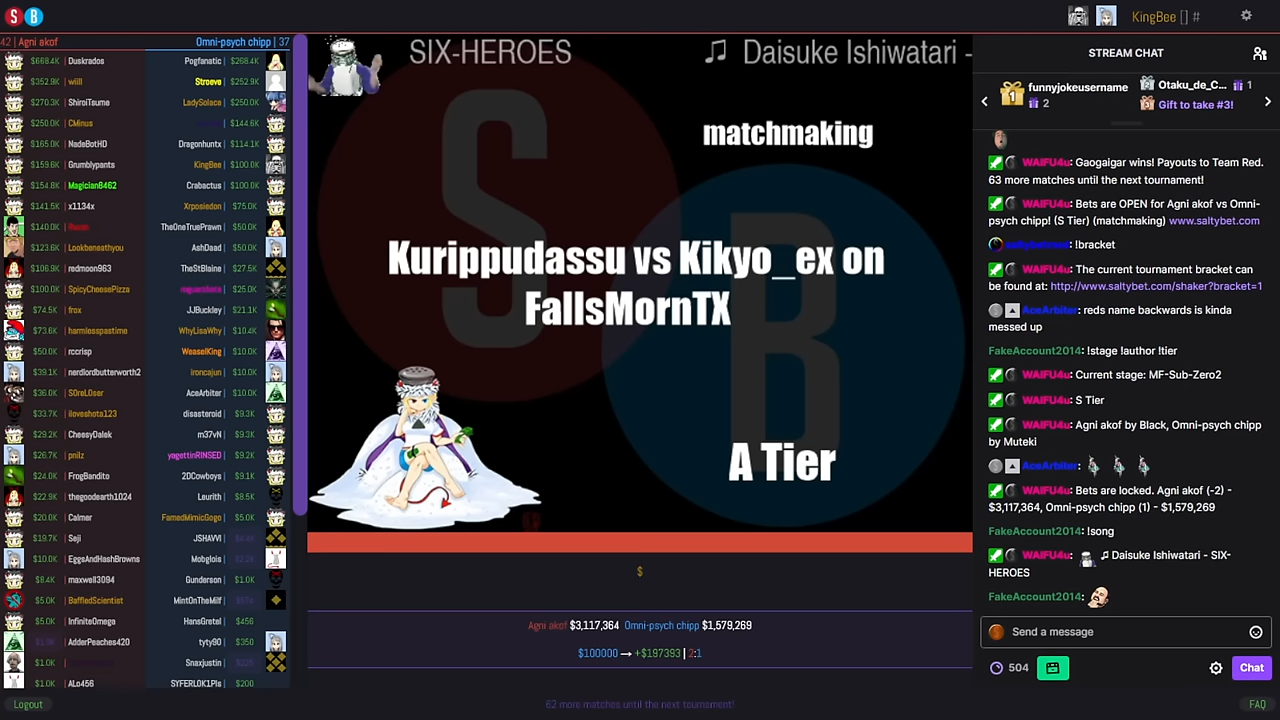 S B
KingBee [] #
42 | Agni akof
Omni-psych chipp | 37
$668.4K | Duskrados
Pogfanatic | $268.4K
$352.9K | wiill
Stroeve | $252.9K
$270.3K | ShiroiTsume
LadySolace | $250.0K
$250.0K | CMinus
$144.6K
$165.0K | NadeBotHD
Dragonhuntx | $114.1K
$159.6K | Grumblypants
KingBee | $100.0K
$154.8K | Magician8462
Crabactus | $100.0K
$141.5K | x1134x
Xrposiedon | $75.0K
$140.0K |
TheOneTruePrawn | $50.0K
$123.6K | Lookbeneathyou
AshDaad | $50.0K
$106.9K | redmoon963
TheStBlaine | $27.5K
$100.0K | SpicyCheesePizza
$25.0K
$74.5K | frox
JJBuckley | $21.1K
$73.6K | harmlesspastime
WhyLisaWhy | $10.4K
$50.0K | rccrisp
WeaselKing | $10.0K
$39.1K | nerdlordbutterworth2
ironcajun | $10.0K
$36.0K | S0reL0ser
AceArbiter | $10.0K
$33.7K | iloveshota123
disasteroid | $9.3K
$29.2K | CheesyDalek
m37vN | $9.3K
$26.7K | pnilz
yagettinRINSED | $9.2K
$24.0K | FrogBandito
2DCowboys | $9.1K
$22.9K | thegoodearth1024
Leurith | $8.5K
$20.0K | Calmer
FamedMimicGogo | $5.0K
$19.7K | Seji
JSHAVVI |
$10.0K | EggsAndHashBrowns
Mobglois |
$8.4K | maxwell3094
Gunderson | $1.0K
$5.0K | BaffledScientist
MintOnTheMilf |
$5.0K | InfiniteOmega
HansGretel | $456
AdderPeaches420
tyty90 | $350
$1.0K |
Snaxjustin |
$1.0K | ALo456
SYFERL0K1Pls | $200
Logout
SIX-HEROES
♫ Daisuke Ishiwatari -
S
B
matchmaking
Kurippudassu vs Kikyo_ex on
FallsMornTX
A Tier
$
Agni akof $3,117,364 Omni-psych chipp $1,579,269
$100000 → +$197393 | 2:1
62 more matches until the next tournament!
STREAM CHAT
1 funnyjokeusername
2
2 Otaku_de_C... 1
3 Gift to take #3!
WAIFU4u: Gaogaigar wins! Payouts to Team Red.
63 more matches until the next tournament!
WAIFU4u: Bets are OPEN for Agni akof vs Omni-
psych chipp! (S Tier) (matchmaking) www.saltybet.com
: !bracket
WAIFU4u: The current tournament bracket can
be found at: http://www.saltybet.com/shaker?bracket=1
AceArbiter: reds name backwards is kinda
messed up
FakeAccount2014: !stage !author !tier
WAIFU4u: Current stage: MF-Sub-Zero2
WAIFU4u: S Tier
WAIFU4u: Agni akof by Black, Omni-psych chipp
by Muteki
AceArbiter:
WAIFU4u: Bets are locked. Agni akof (-2) -
$3,117,364, Omni-psych chipp (1) - $1,579,269
FakeAccount2014: !song
WAIFU4u: ♫ Daisuke Ishiwatari - SIX-
HEROES
FakeAccount2014:
Send a message
504
Chat
FAQ